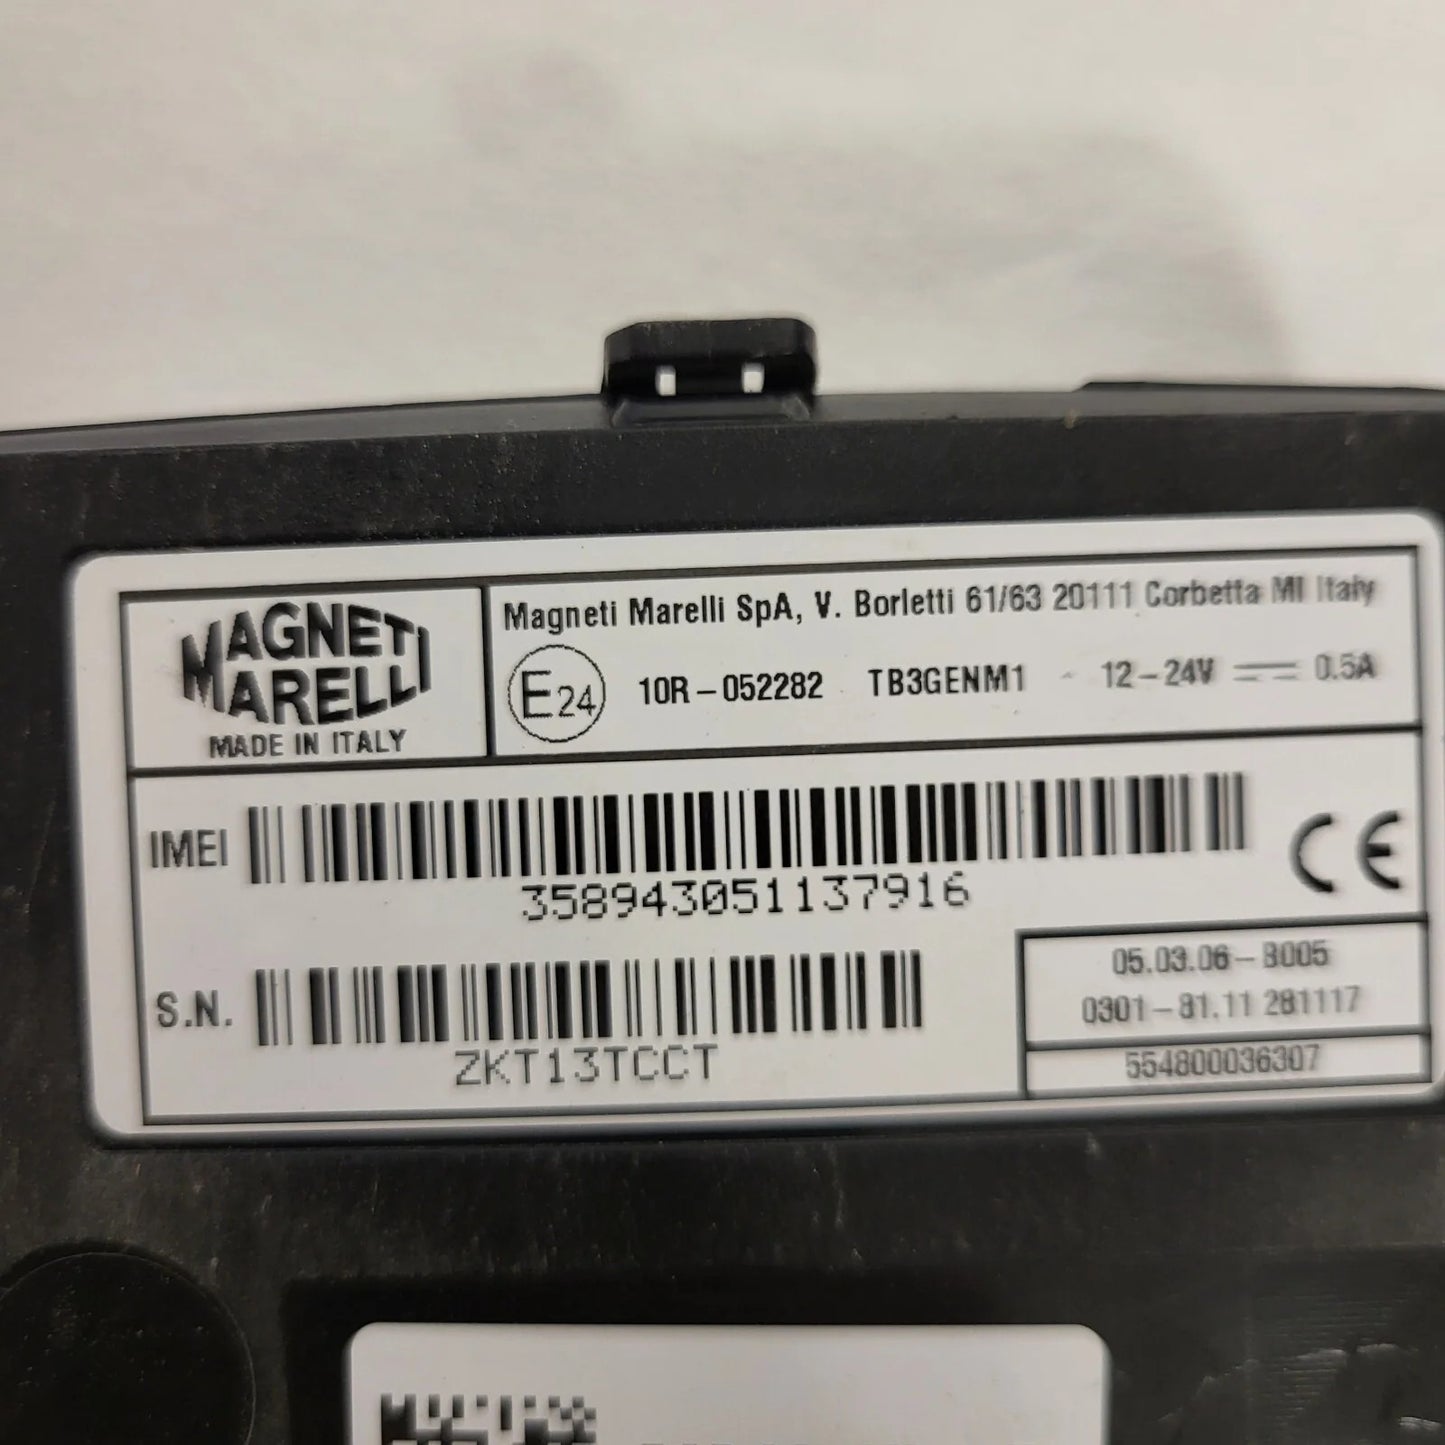 MAGNETI
MARELLI
MADE IN ITALY
Magneti Marelli SpA, V. Borletti 61/63 20111 Corbetta MI Italy
E24 10R-052282 TB3GENM1 - 12-24V 0.5A
IMEI
358943051137916
CE
S.N.
ZKT13TCCT
05.03.06-B005
0301-81.11 281117
554800036307